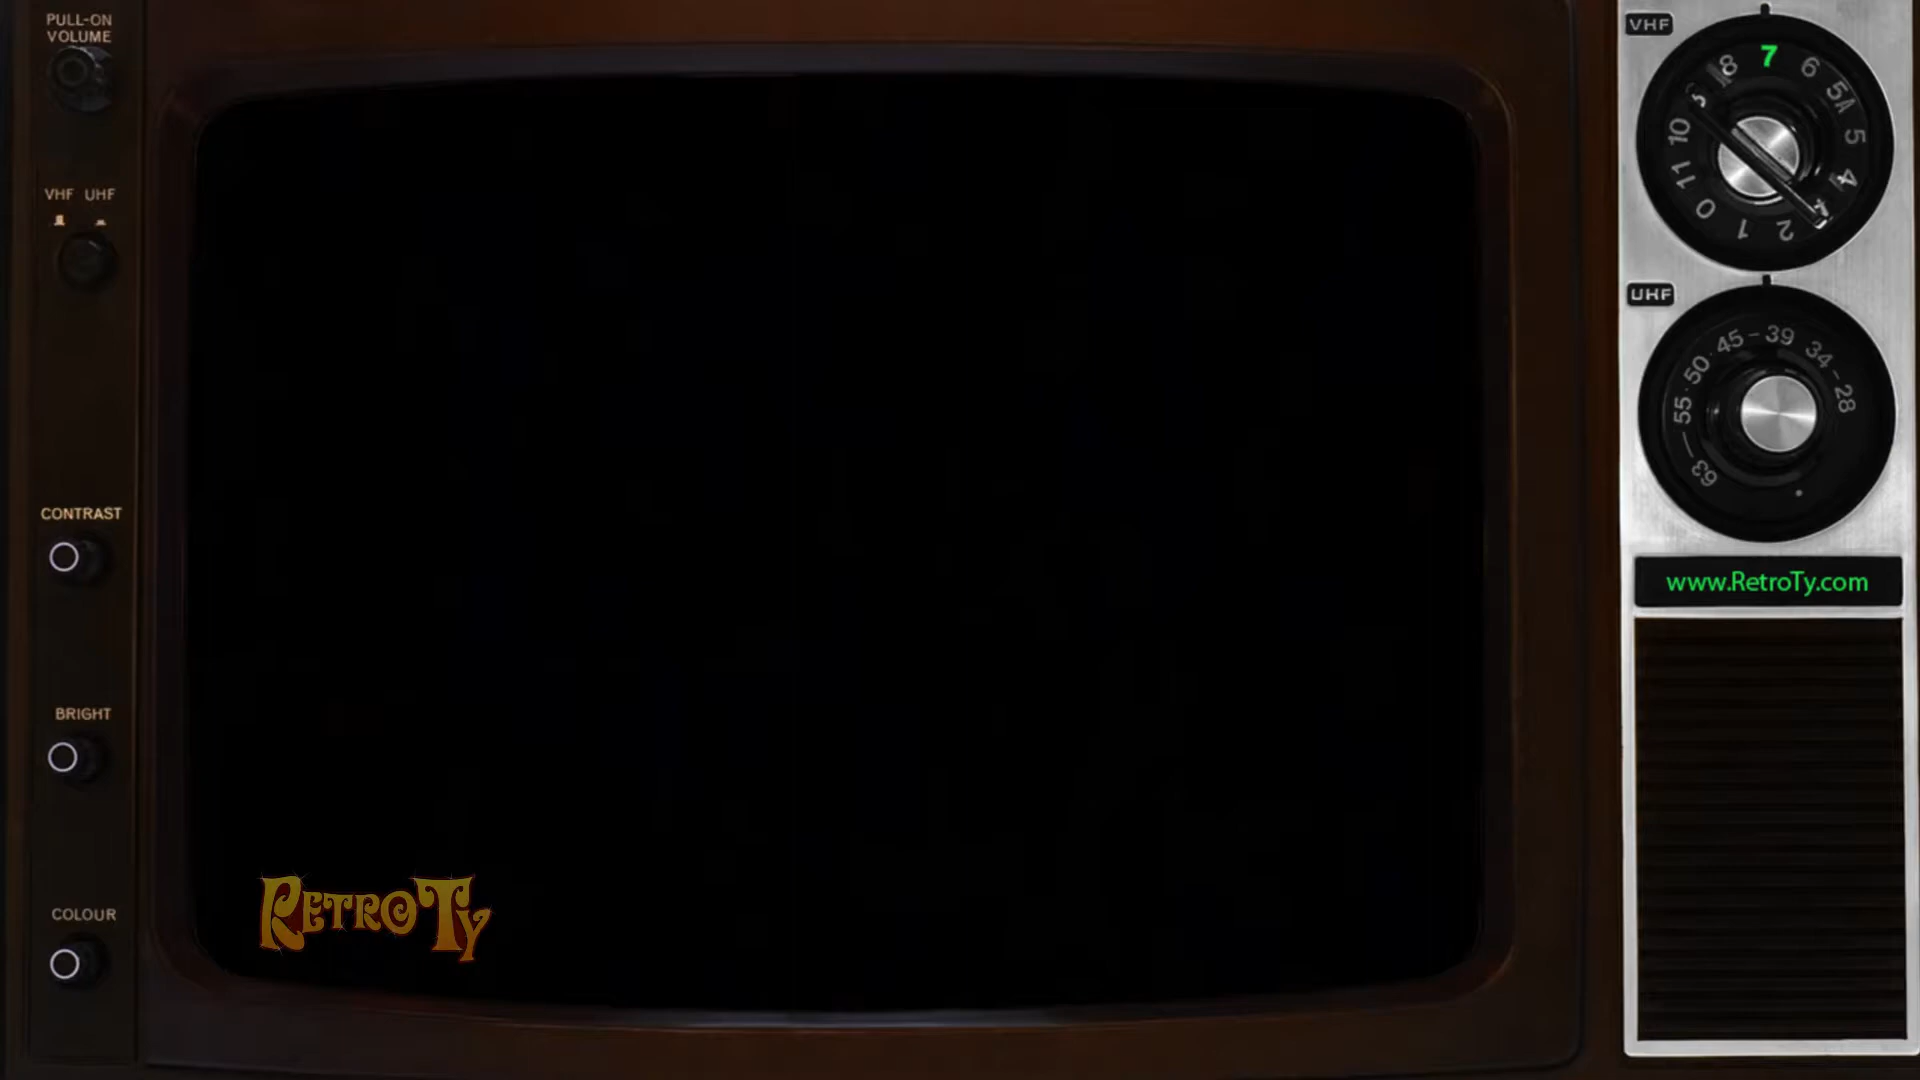 PULL-ON
VOLUME
VHF UHF
CONTRAST
BRIGHT
COLOUR
RETROTY
VHF
7
6
5A
5
4
2
1
0
11
10
8
UHF
63 55 50 45 39 34 28
www.RetroTy.com